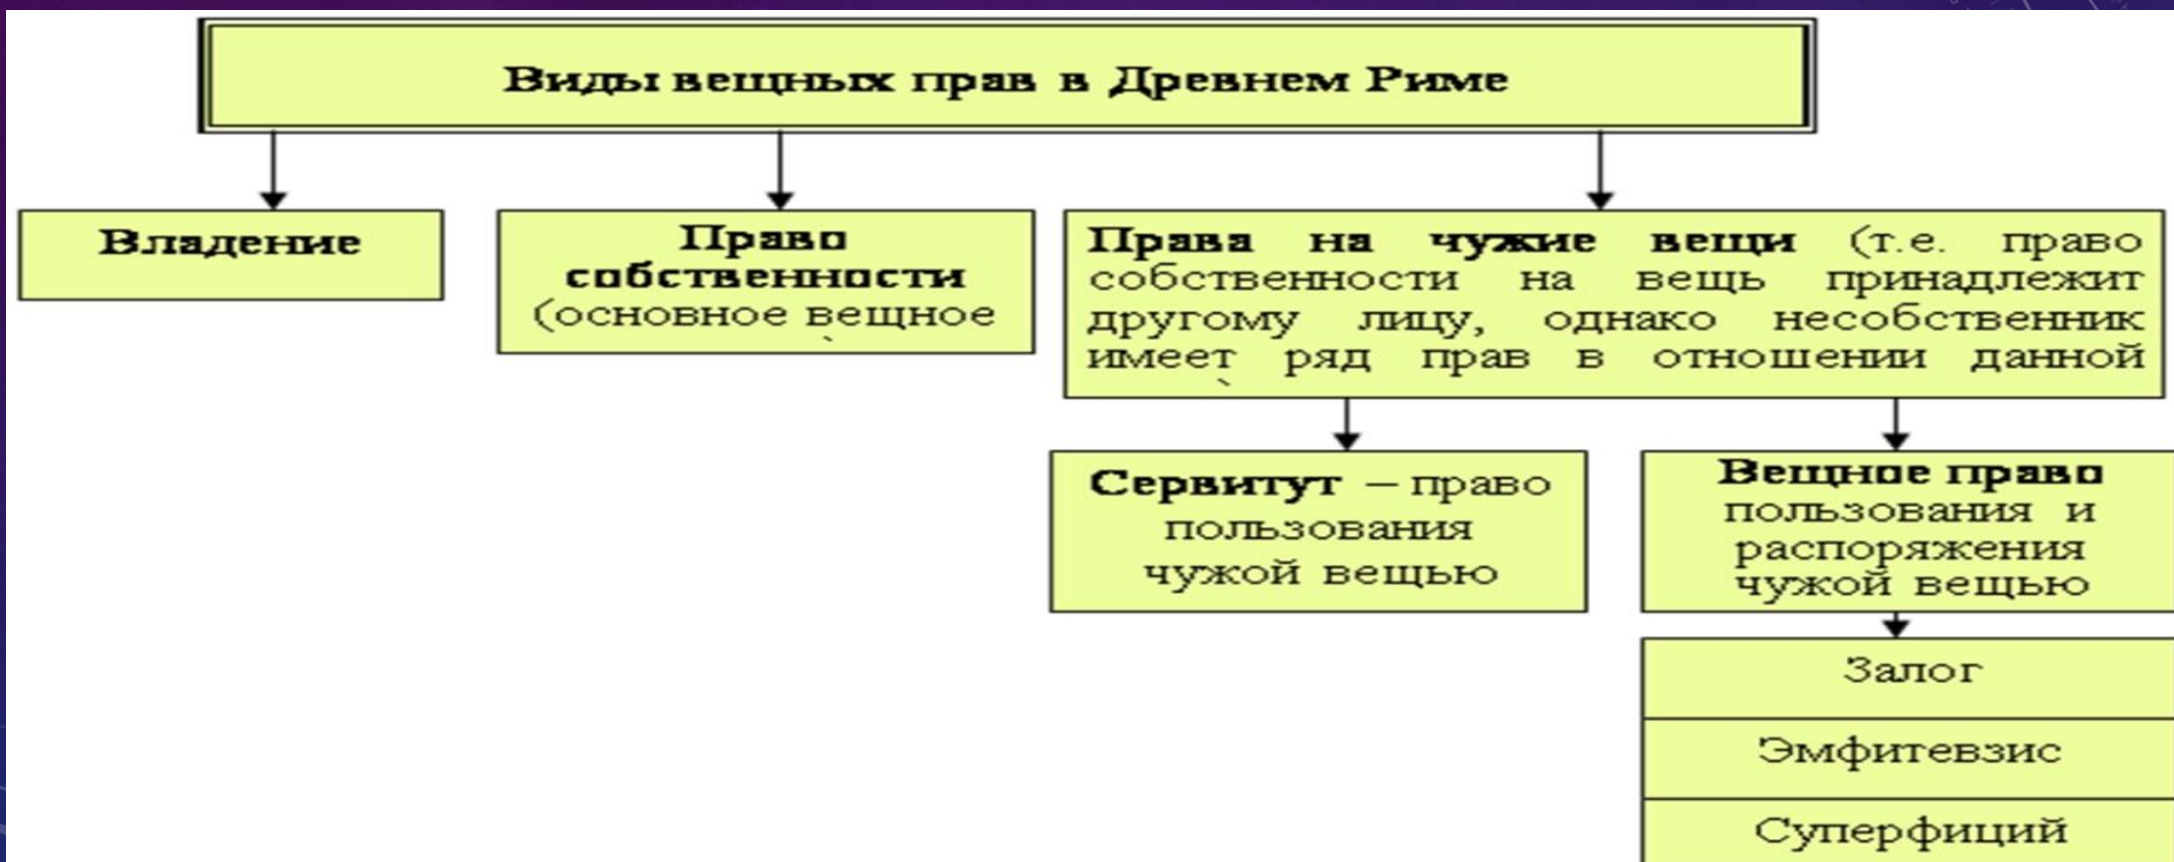 Виды вещных прав в Древнем Риме
Владение
Право
собственности
(основное вещное
Права на чужие вещи (т.е. право
собственности на вещь принадлежит
другому лицу, однако несобственник
имеет ряд прав в отношении данной
Сервитут – право
пользования
чужой вещью
Вещное право
пользования и
распоряжения
чужой вещью
Залог
Эмфитевзис
Суперфиций